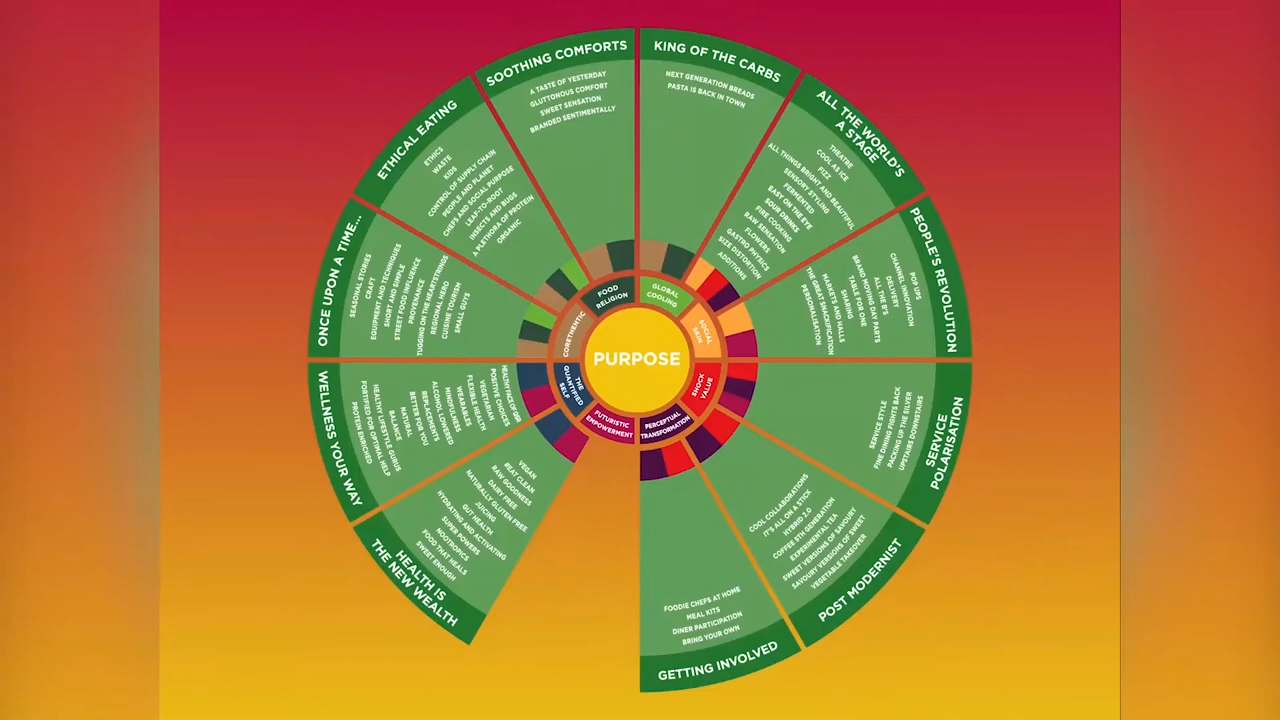 SOOTHING COMFORTS
A TASTE OF YESTERDAY
GLUTTONOUS COMFORT
SWEET SENSATION
BRANDED SENTIMENTALLY
KING OF THE CARBS
NEXT GENERATION BREADS
PASTA IS BACK IN TOWN
ALL THE WORLD'S
A STAGE
THEATRE
COOL AS ICE
FIZZ
ALL THINGS BRIGHT AND BEAUTIFUL
SENSORY STYLING
FERMENTED
EASY ON THE EYE
SOUR DRINKS
FIRE COOKING
RAW SENSATION
FLOWERS
GASTRO PHYSICS
SIZE DISTORTION
ADDITIONS
PEOPLE'S REVOLUTION
POP UPS
CHANNEL INNOVATION
DELIVERY
ALL THE B'S
BRAND MOVING DAY PARTS
TABLE FOR ONE
SHARING
MARKETS AND HALLS
THE GREAT SNACKIFICATION
PERSONALISATION
SERVICE
POLARISATION
SERVICE STYLE
FINE DINING FIGHTS BACK
PACKING UP THE SILVER
UPSTAIRS DOWNSTAIRS
POST MODERNIST
COOL COLLABORATIONS
IT'S ALL ON A STICK
HYBRID 2.0
COFFEE 5TH GENERATION
EXPERIMENTAL TEA
SWEET VERSIONS OF SAVOURY
SAVOURY VERSIONS OF SWEET
VEGETABLE TAKEOVER
GETTING INVOLVED
FOODIE CHEFS AT HOME
MEAL KITS
DINER PARTICIPATION
BRING YOUR OWN
HEALTH IS
THE NEW WEALTH
VEGAN
#EAT CLEAN
RAW GOODNESS
DAIRY FREE
NATURALLY GLUTEN FREE
JUICING
GUT HEALTH
HYDRATING AND ACTIVATING
SUPER POWERS
NOOTROPICS
FOOD THAT HEALS
SWEET ENOUGH
WELLNESS YOUR WAY
HEALTHY FACE OF QSR
POSITIVE CHOICES
VEGETARIAN
FLEXIBLE HEALTH
WEARABLES
MINDFULNESS
ALCOHOL LOWERED
REPLACEMENTS
BETTER FOR YOU
NATURAL
BALANCE
HEALTHY LIFESTYLE GURUS
FORTIFIED FOR OPTIMAL HELP
PROTEIN ENRICHED
ONCE UPON A TIME...
SEASONAL STORIES
CRAFT
EQUIPMENT AND TECHNIQUES
SHORT AND SIMPLE
STREET FOOD INFLUENCE
PROVENANCE
TUGGING ON THE HEARTSTRINGS
REGIONAL HERO
CUISINE TOURISM
SMALL GUYS
ETHICAL EATING
ETHICS
WASTE
KIDS
CONTROL OF SUPPLY CHAIN
PEOPLE AND PLANET
CHEFS AND SOCIAL PURPOSE
LEAF-TO-ROOT
INSECTS AND BUGS
A PLETHORA OF PROTEIN
ORGANIC
FOOD
RELIGION
GLOBAL
COOLING
SOCIAL
SKIN
SHOCK
VALUE
PERCEPTUAL
TRANSFORMATION
FUTURISTIC
EMPOWERMENT
THE
QUANTIFIED
SELF
CORETHENTIC
PURPOSE